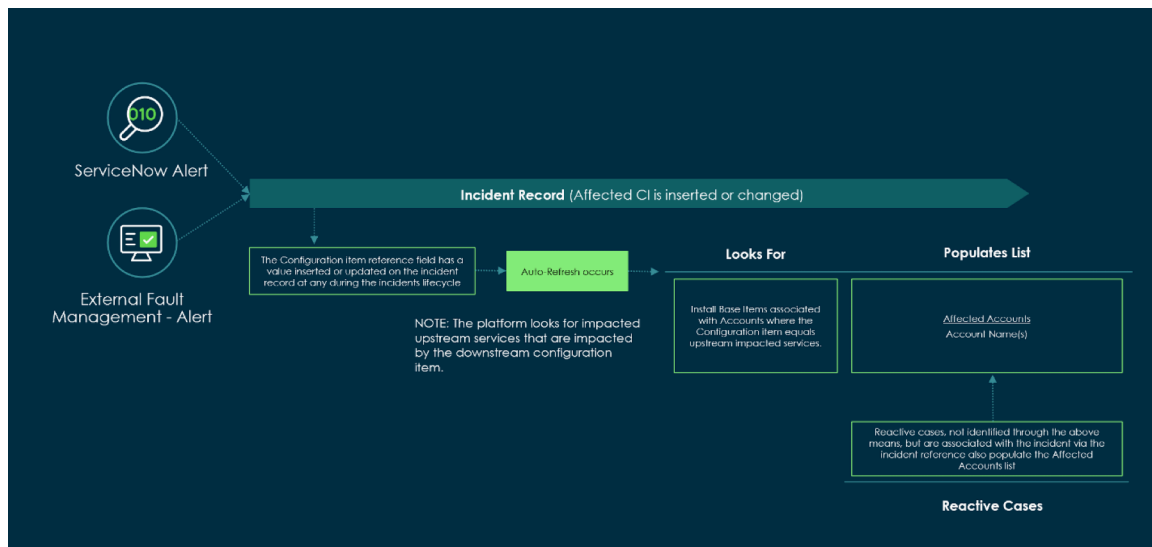 010
ServiceNow Alert
External Fault
Management - Alert
Incident Record (Affected CI is inserted or changed)
The Configuration item reference field has a
value inserted or updated on the incident
record at any during the incidents lifecycle
Auto-Refresh occurs
NOTE: The platform looks for impacted
upstream services that are impacted
by the downstream configuration
item.
Looks For
Install Base Items associated
with Accounts where the
Configuration item equals
upstream impacted services.
Populates List
Affected Accounts
Account Name(s)
Reactive cases, not identified through the above
means, but are associated with the incident via the
incident reference also populate the Affected
Accounts list
Reactive Cases